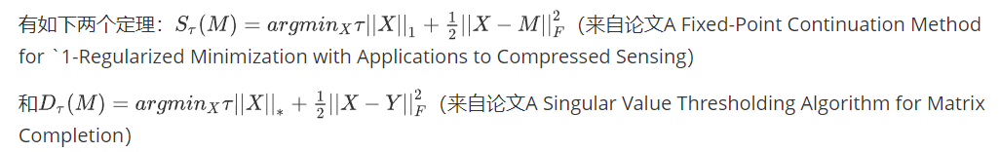 有如下两个定理：$S_\tau(M) = argmin_X \tau||X||_1 + \frac{1}{2}||X - M||_F^2$（来自论文A Fixed-Point Continuation Method
for `1-Regularized Minimization with Applications to Compressed Sensing)
和$D_\tau(M) = argmin_X \tau||X||_* + \frac{1}{2}||X - Y||_F^2$（来自论文A Singular Value Thresholding Algorithm for Matrix
Completion)